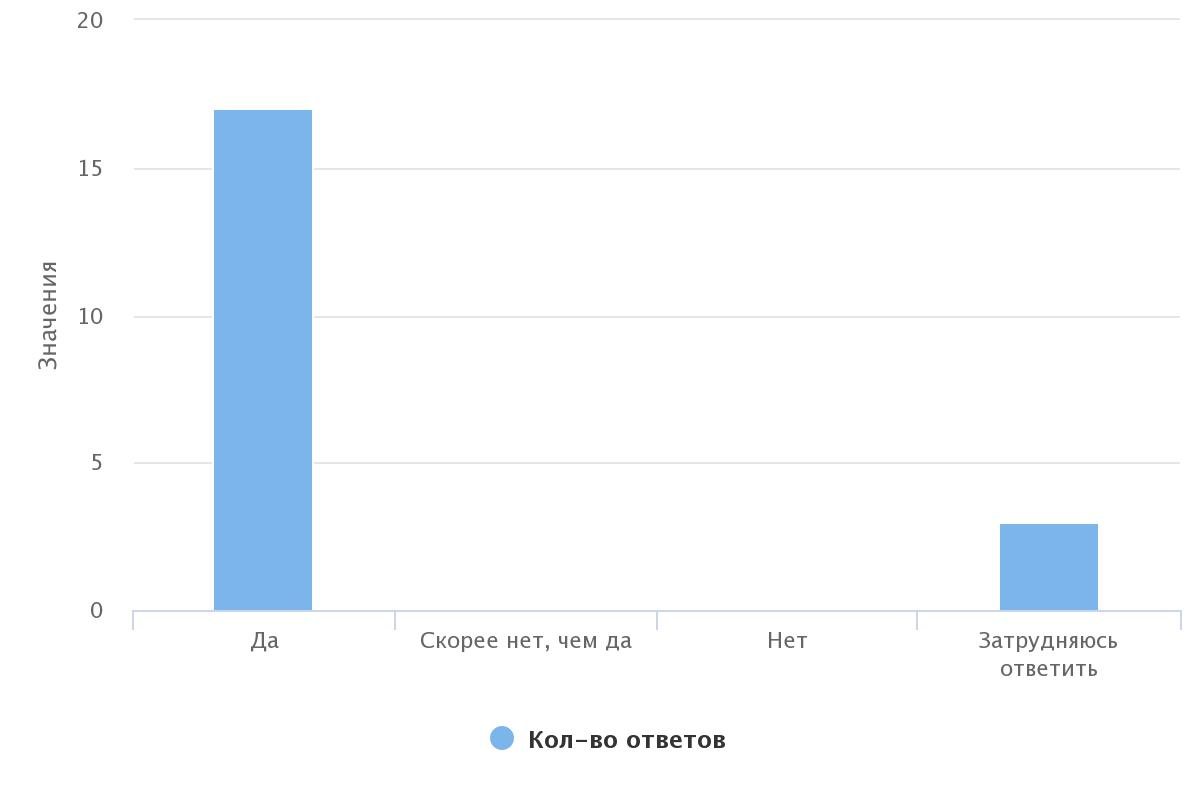 20
15
10
5
0
Значения
Да
Скорее нет, чем да
Нет
Затрудняюсь
ответить
Кол-во ответов